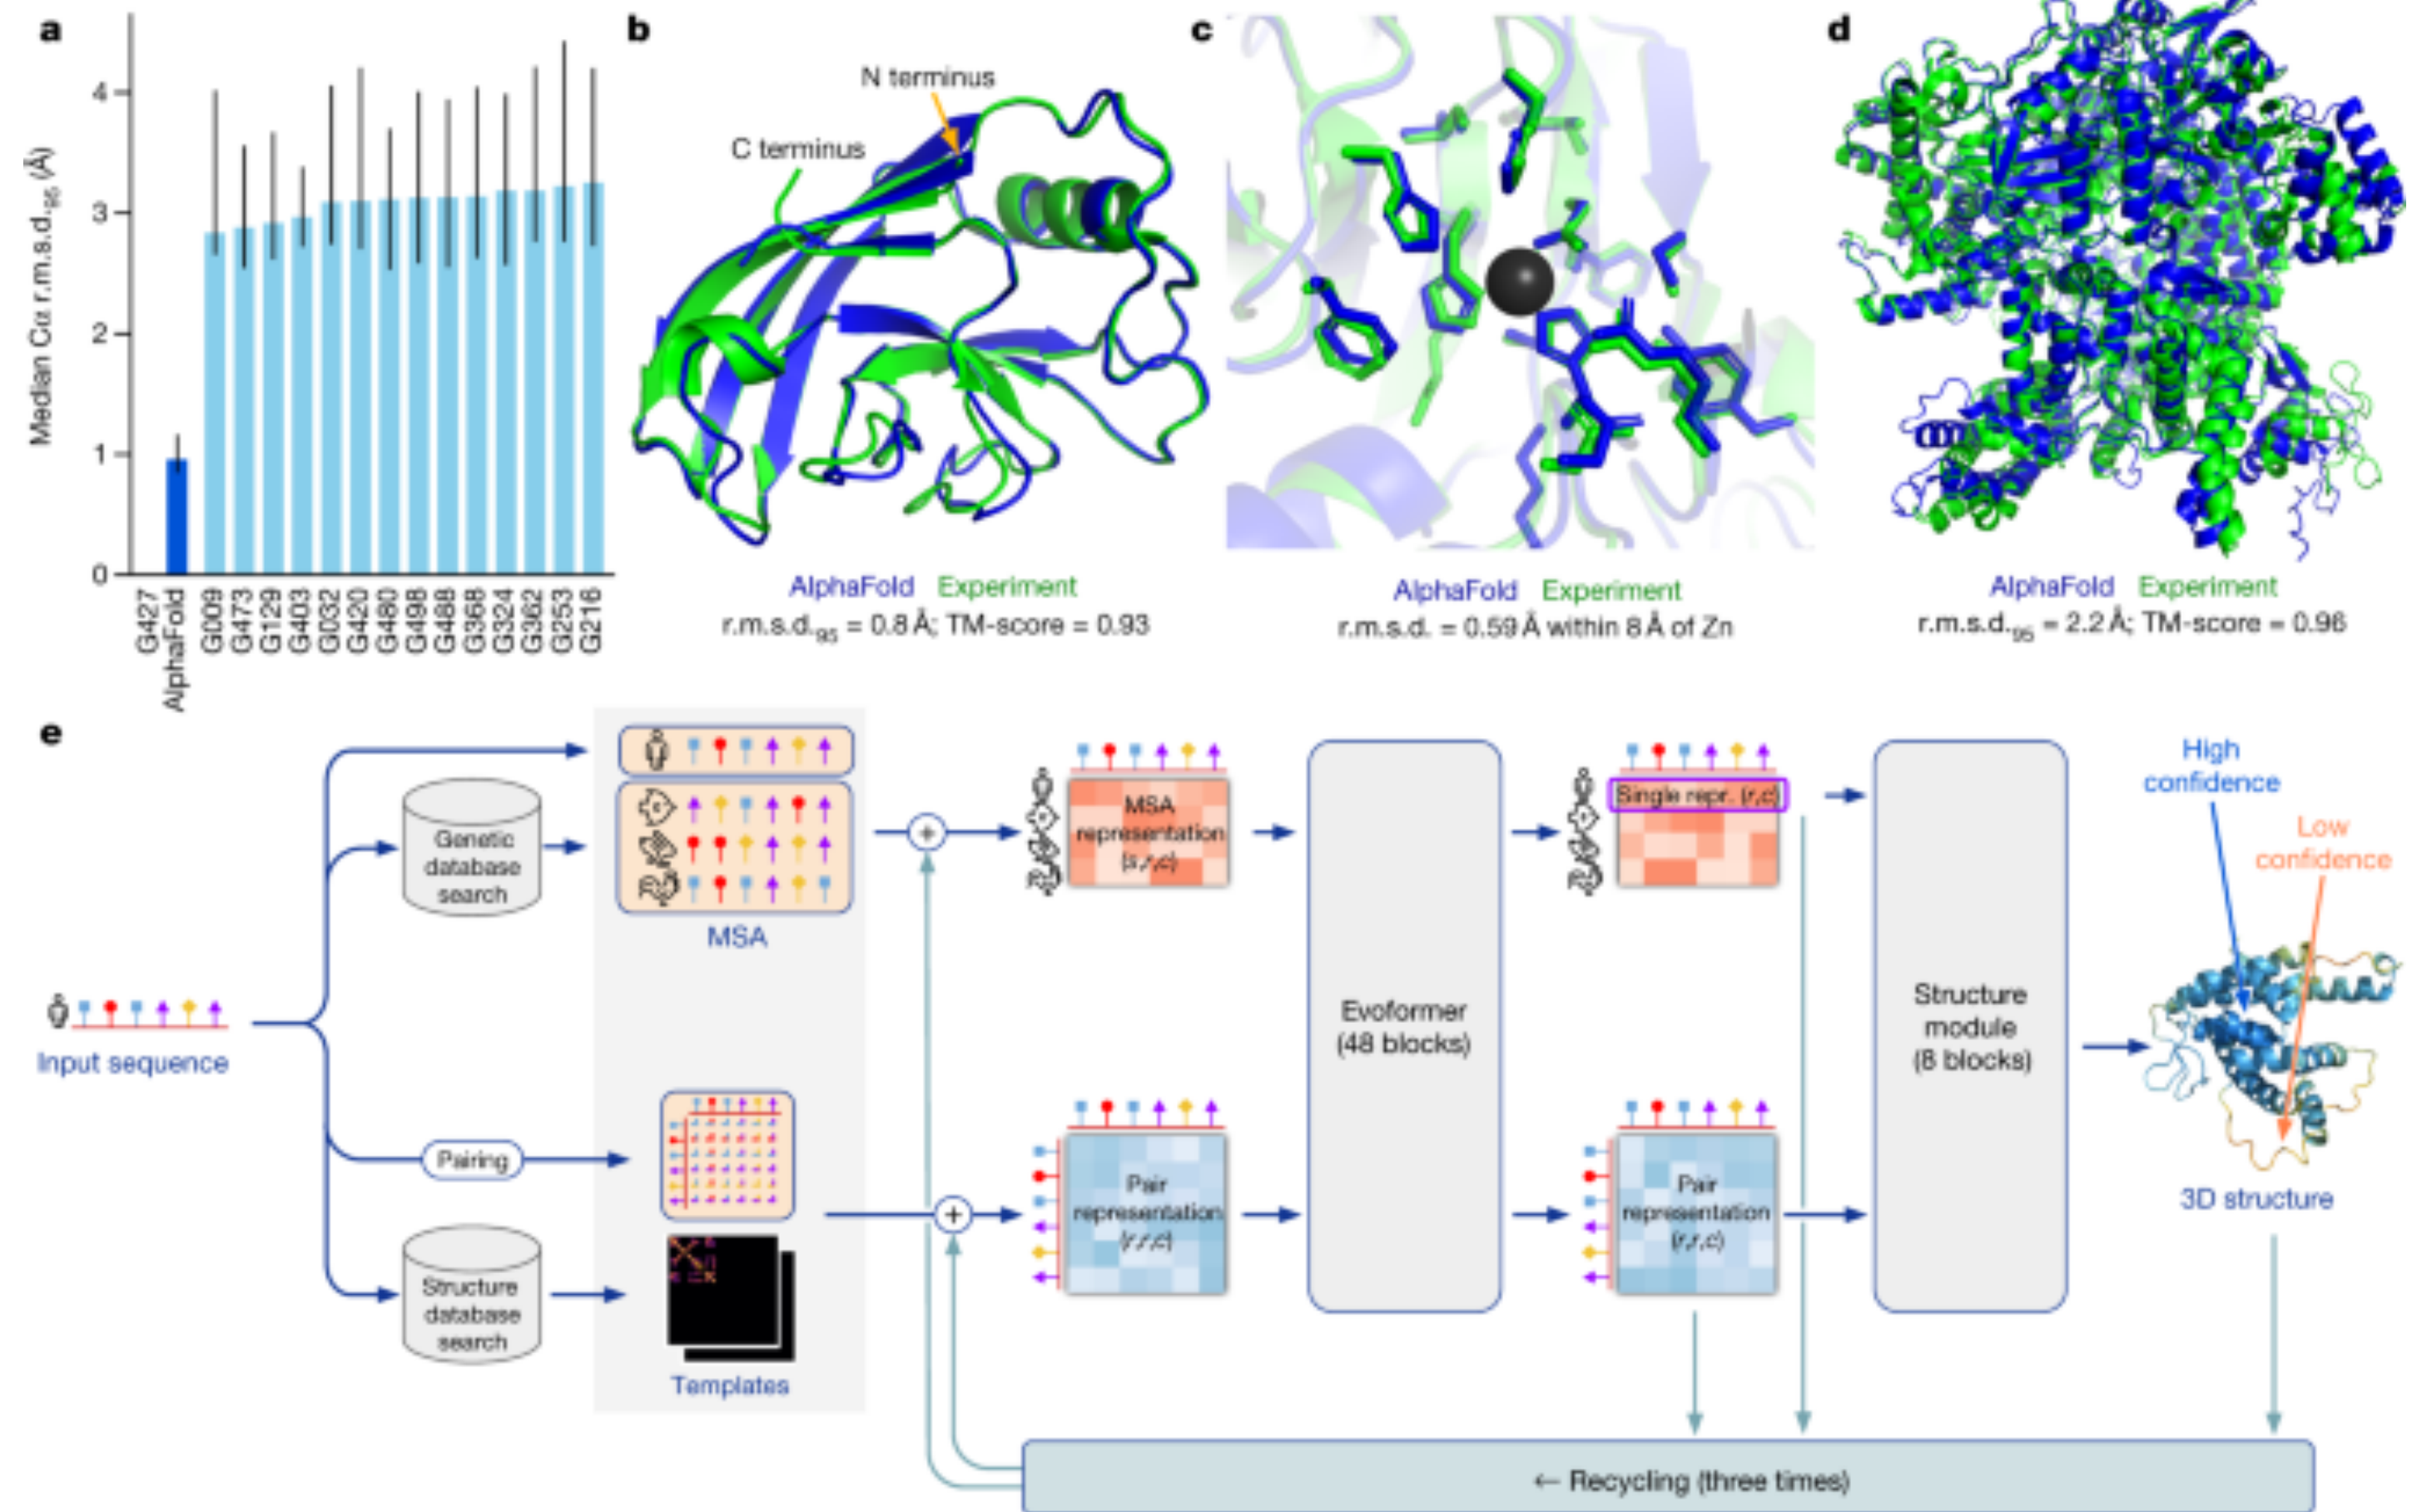 a
Median Cα r.m.s.d.95 (Å)
4
3
2
1
0
G427
AlphaFold
G009
G473
G129
G403
G032
G420
G480
G498
G488
G368
G324
G362
G253
G216
b
N terminus
C terminus
AlphaFold Experiment
r.m.s.d.95 = 0.8 Å; TM-score = 0.93
c
AlphaFold Experiment
r.m.s.d. = 0.59 Å within 8 Å of Zn
d
AlphaFold Experiment
r.m.s.d.95 = 2.2 Å; TM-score = 0.96
e
Input sequence
Genetic
database
search
MSA
Pairing
Structure
database
search
Templates
+
+
MSA
representation
(s,r,c)
Pair
representation
(r,r,c)
Evoformer
(48 blocks)
Single repr. (r,c)
Pair
representation
(r,r,c)
Structure
module
(8 blocks)
High
confidence
Low
confidence
3D structure
← Recycling (three times)